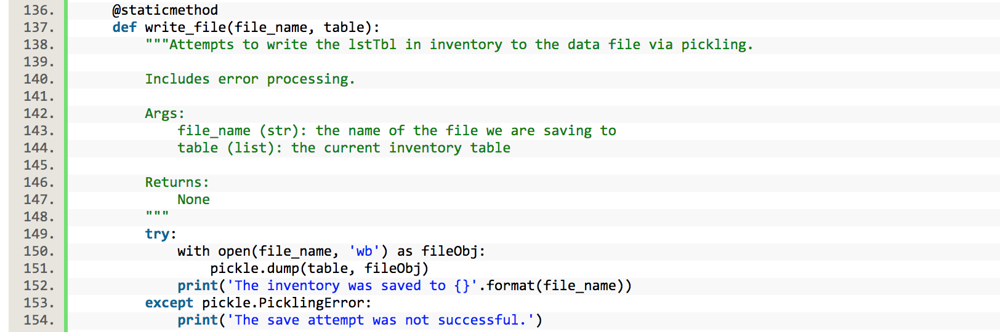 136.     @staticmethod
137.     def write_file(file_name, table):
138.         """Attempts to write the lstTbl in inventory to the data file via pickling.
139.
140.         Includes error processing.
141.
142.         Args:
143.             file_name (str): the name of the file we are saving to
144.             table (list): the current inventory table
145.
146.         Returns:
147.             None
148.         """
149.         try:
150.             with open(file_name, 'wb') as fileObj:
151.                 pickle.dump(table, fileObj)
152.             print('The inventory was saved to {}'.format(file_name))
153.         except pickle.PicklingError:
154.             print('The save attempt was not successful.')